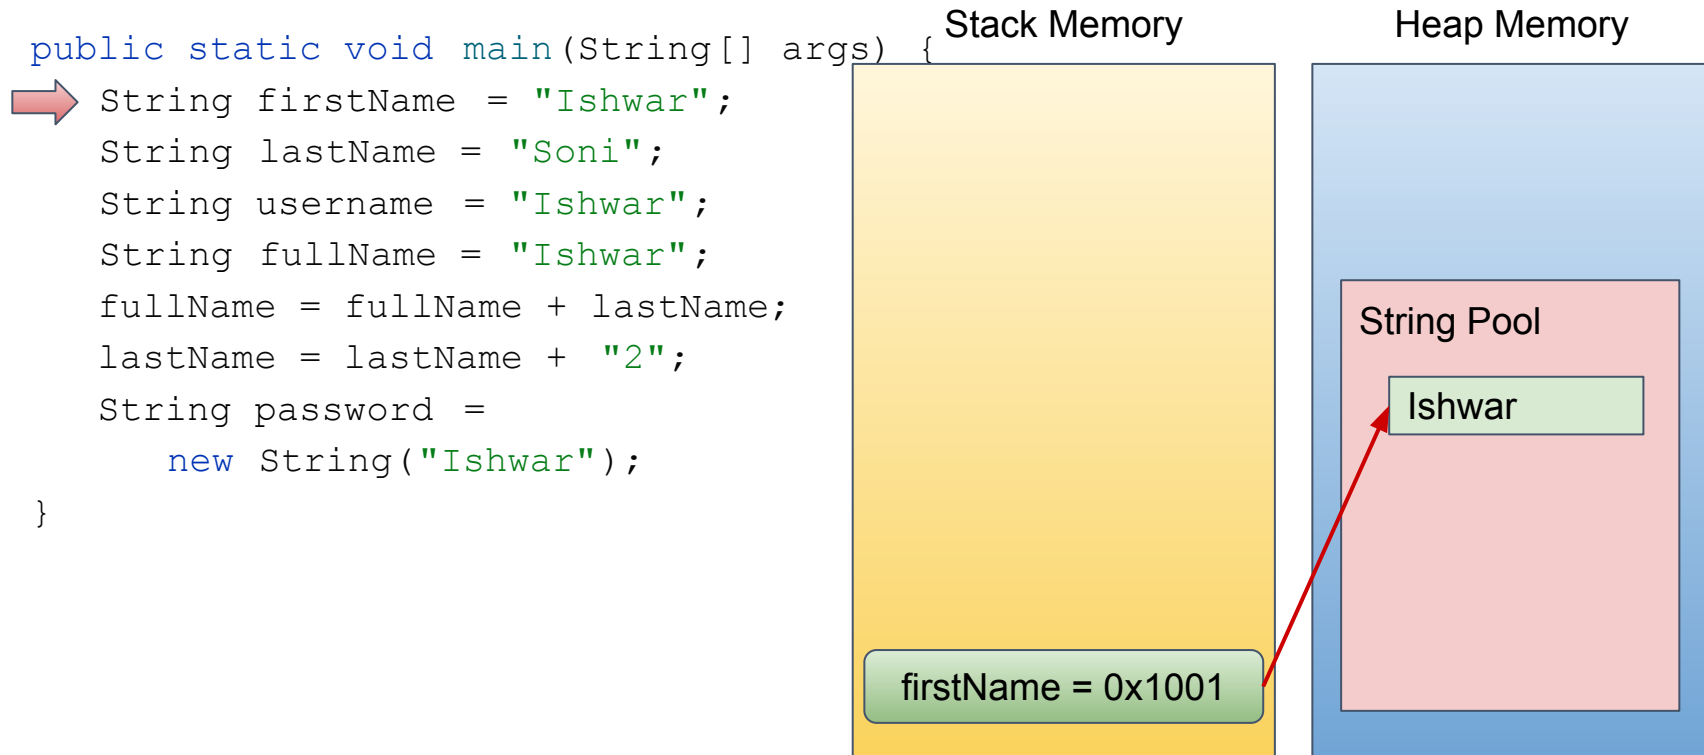 public static void main(String[] args) {
String firstName = "Ishwar";
String lastName = "Soni";
String username = "Ishwar";
String fullName = "Ishwar";
fullName = fullName + lastName;
lastName = lastName + "2";
String password =
new String("Ishwar");
}
Stack Memory
firstName = 0x1001
Heap Memory
String Pool
Ishwar